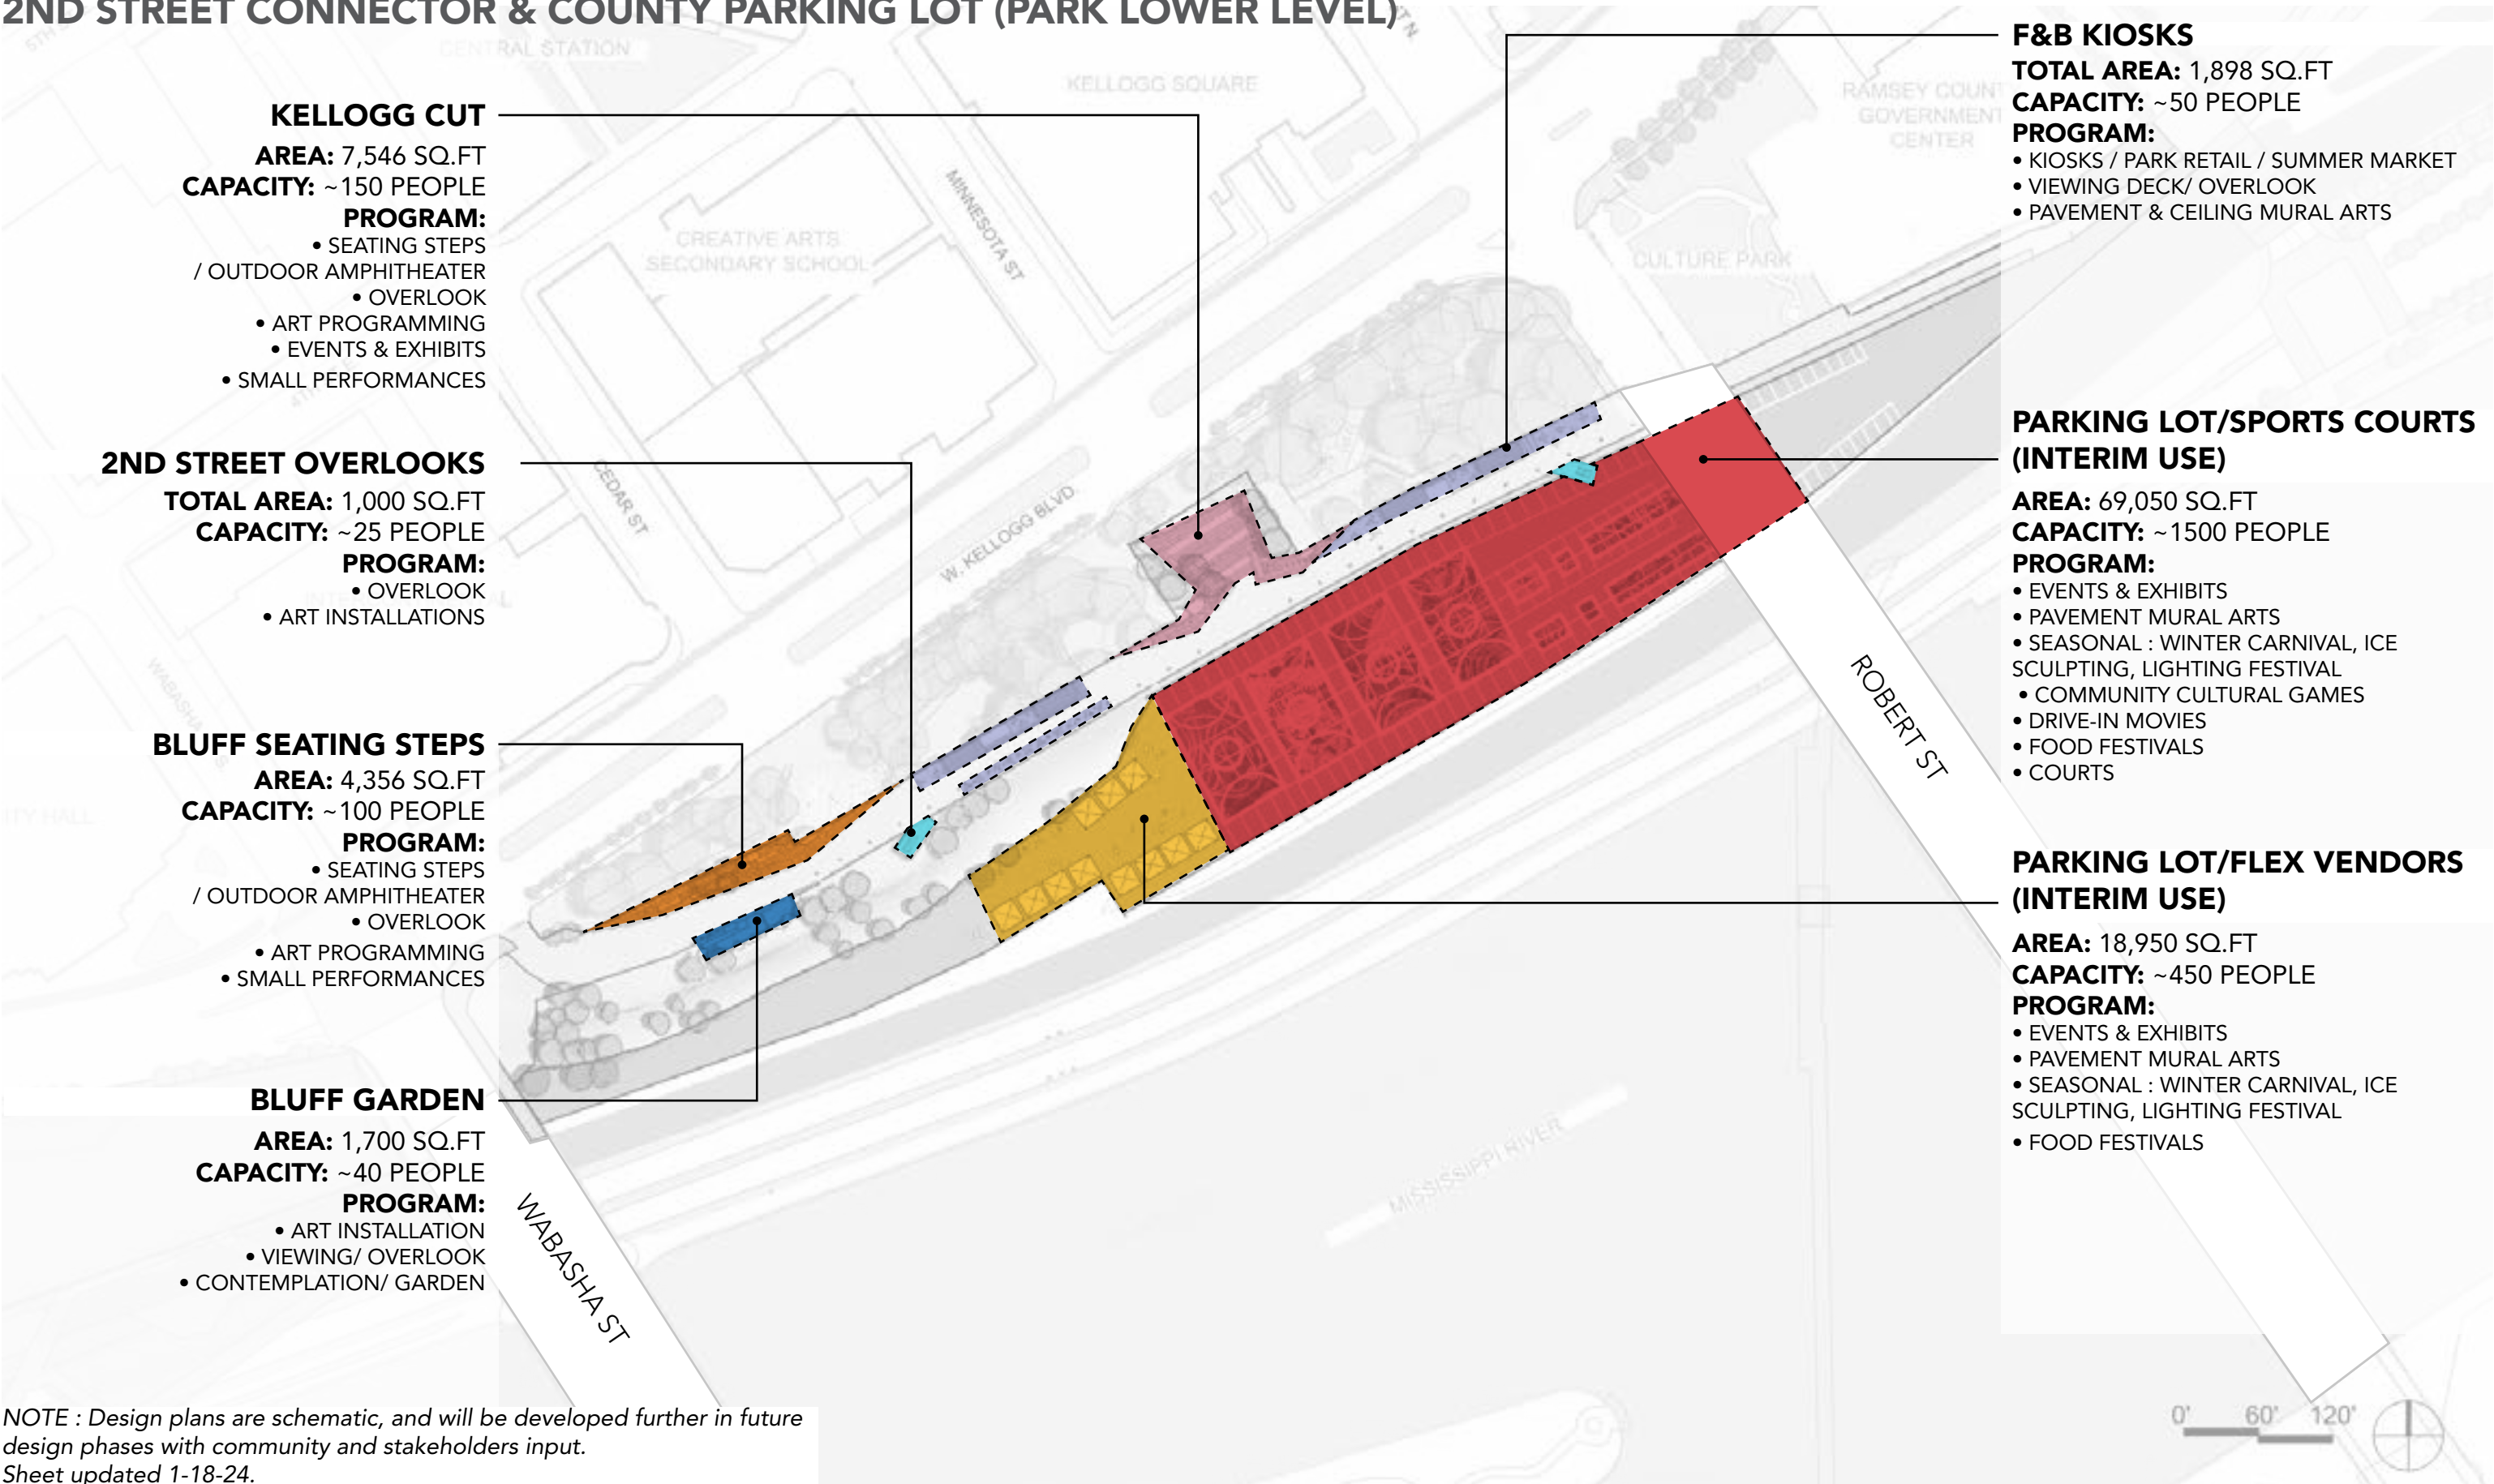 2ND STREET CONNECTOR & COUNTY PARKING LOT (PARK LOWER LEVEL)
KELLOGG CUT
AREA: 7,546 SQ.FT
CAPACITY: ~150 PEOPLE
PROGRAM:
• SEATING STEPS
/ OUTDOOR AMPHITHEATER
• OVERLOOK
• ART PROGRAMMING
• EVENTS & EXHIBITS
• SMALL PERFORMANCES
2ND STREET OVERLOOKS
TOTAL AREA: 1,000 SQ.FT
CAPACITY: ~25 PEOPLE
PROGRAM:
• OVERLOOK
• ART INSTALLATIONS
BLUFF SEATING STEPS
AREA: 4,356 SQ.FT
CAPACITY: ~100 PEOPLE
PROGRAM:
• SEATING STEPS
/ OUTDOOR AMPHITHEATER
• OVERLOOK
• ART PROGRAMMING
• SMALL PERFORMANCES
BLUFF GARDEN
AREA: 1,700 SQ.FT
CAPACITY: ~40 PEOPLE
PROGRAM:
• ART INSTALLATION
• VIEWING/ OVERLOOK
• CONTEMPLATION/ GARDEN
F&B KIOSKS
TOTAL AREA: 1,898 SQ.FT
CAPACITY: ~50 PEOPLE
PROGRAM:
• KIOSKS / PARK RETAIL / SUMMER MARKET
• VIEWING DECK/ OVERLOOK
• PAVEMENT & CEILING MURAL ARTS
PARKING LOT/SPORTS COURTS
(INTERIM USE)
AREA: 69,050 SQ.FT
CAPACITY: ~1500 PEOPLE
PROGRAM:
• EVENTS & EXHIBITS
• PAVEMENT MURAL ARTS
• SEASONAL : WINTER CARNIVAL, ICE
SCULPTING, LIGHTING FESTIVAL
• COMMUNITY CULTURAL GAMES
• DRIVE-IN MOVIES
• FOOD FESTIVALS
• COURTS
PARKING LOT/FLEX VENDORS
(INTERIM USE)
AREA: 18,950 SQ.FT
CAPACITY: ~450 PEOPLE
PROGRAM:
• EVENTS & EXHIBITS
• PAVEMENT MURAL ARTS
• SEASONAL : WINTER CARNIVAL, ICE
SCULPTING, LIGHTING FESTIVAL
• FOOD FESTIVALS
CENTRAL STATION
KELLOGG SQUARE
RAMSEY COUNT
GOVERNMENT
CENTER
CREATIVE ARTS
SECONDARY SCHOOL
MINNESOTA ST
CULTURE PARK
CEDAR ST
W. KELLOGG BLVD
WABASHA S
ITY HALL
ROBERT ST
MISSISSIPPI RIVER
WABASHA ST
0' 60' 120'
NOTE : Design plans are schematic, and will be developed further in future
design phases with community and stakeholders input.
Sheet updated 1-18-24.